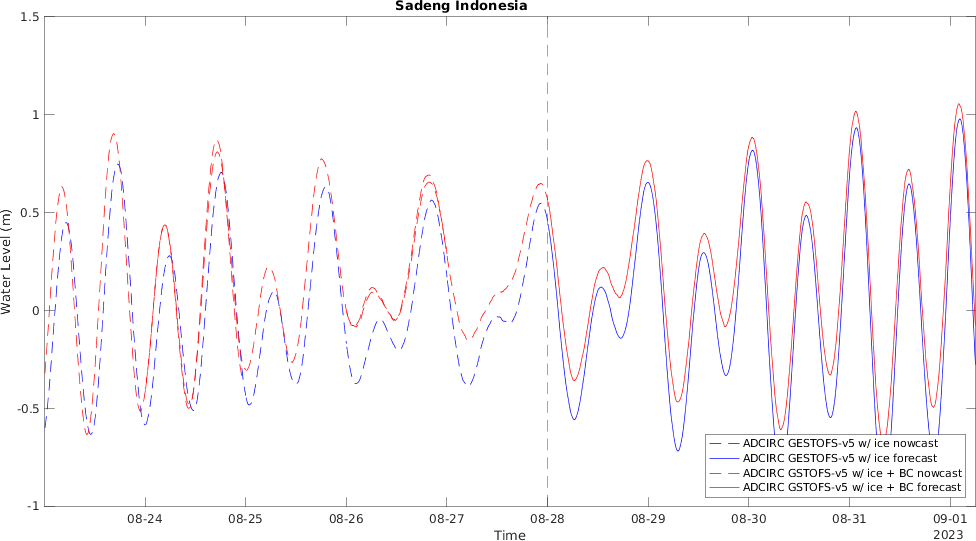 Sadeng Indonesia
Water Level (m)
1.5
1
0.5
0
-0.5
-1
ADCIRC GESTOFS-v5 w/ ice nowcast
ADCIRC GESTOFS-v5 w/ ice forecast
ADCIRC GSTOFS-v5 w/ ice + BC nowcast
ADCIRC GSTOFS-v5 w/ ice + BC forecast
08-24 08-25 08-26 08-27 08-28 08-29 08-30 08-31 09-01
Time 2023